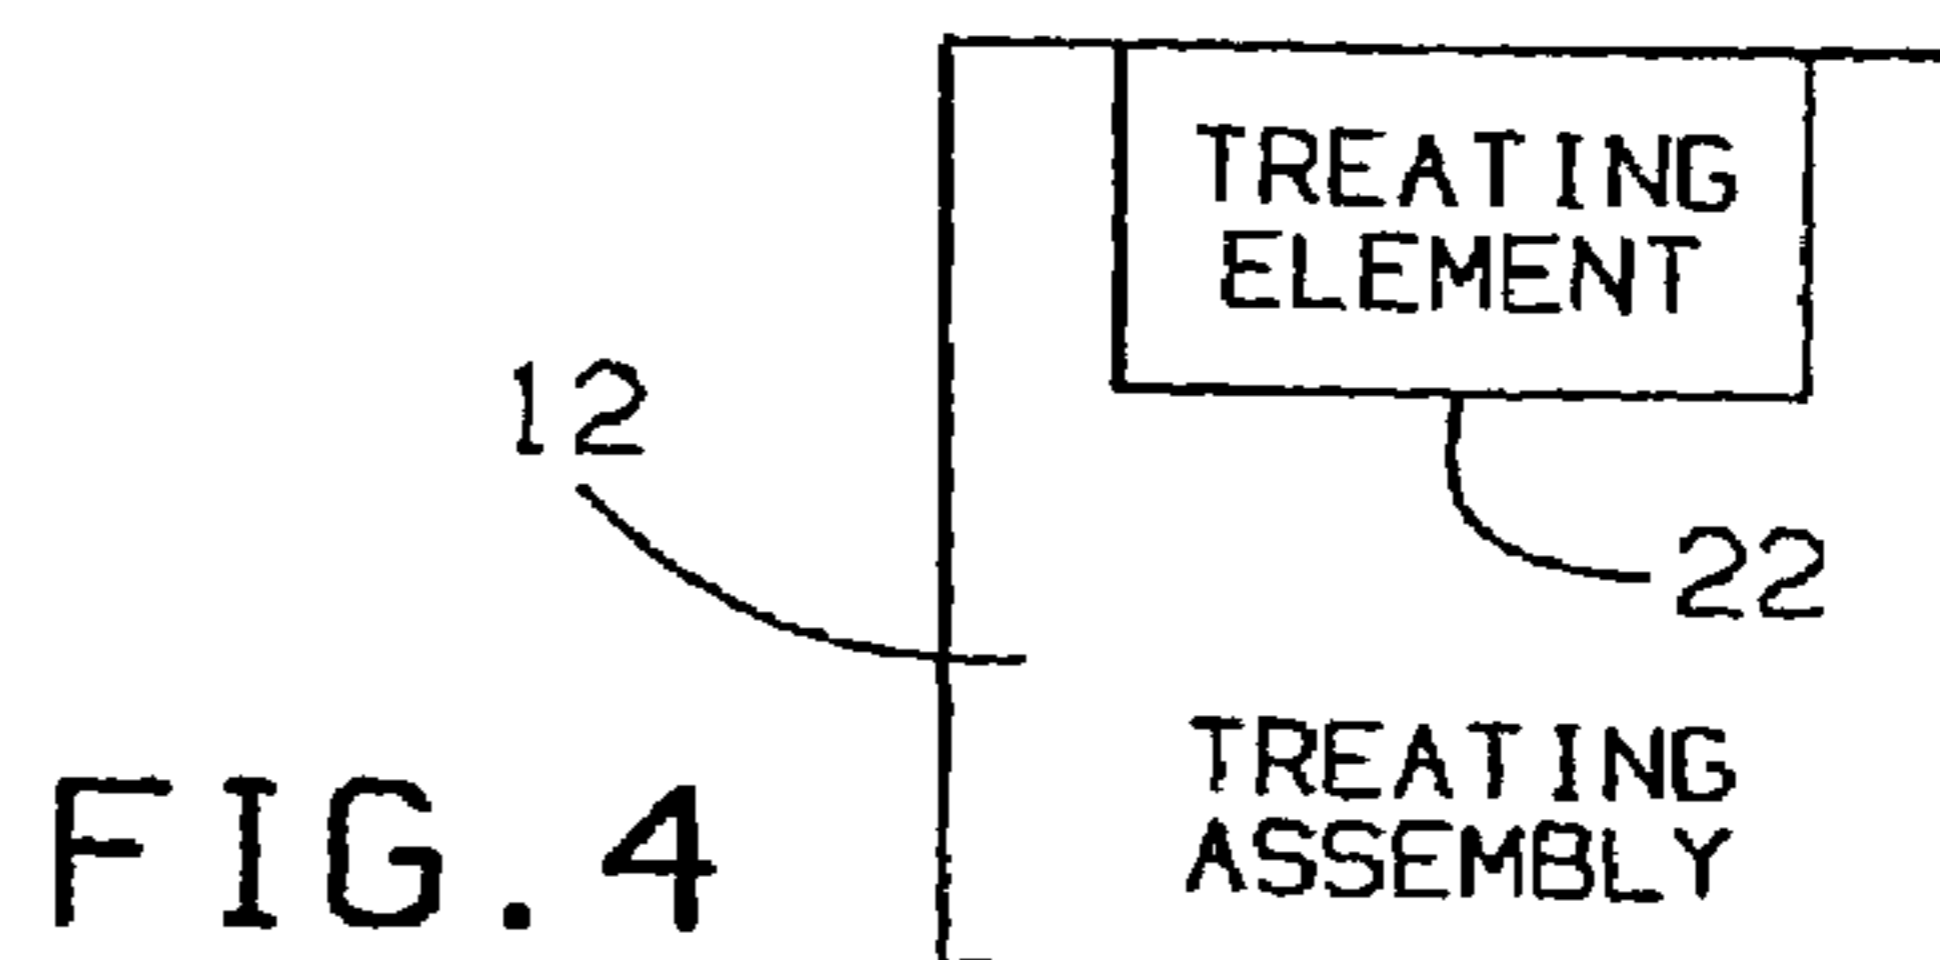 TREATING
ELEMENT
12
22
TREATING
ASSEMBLY
FIG.4